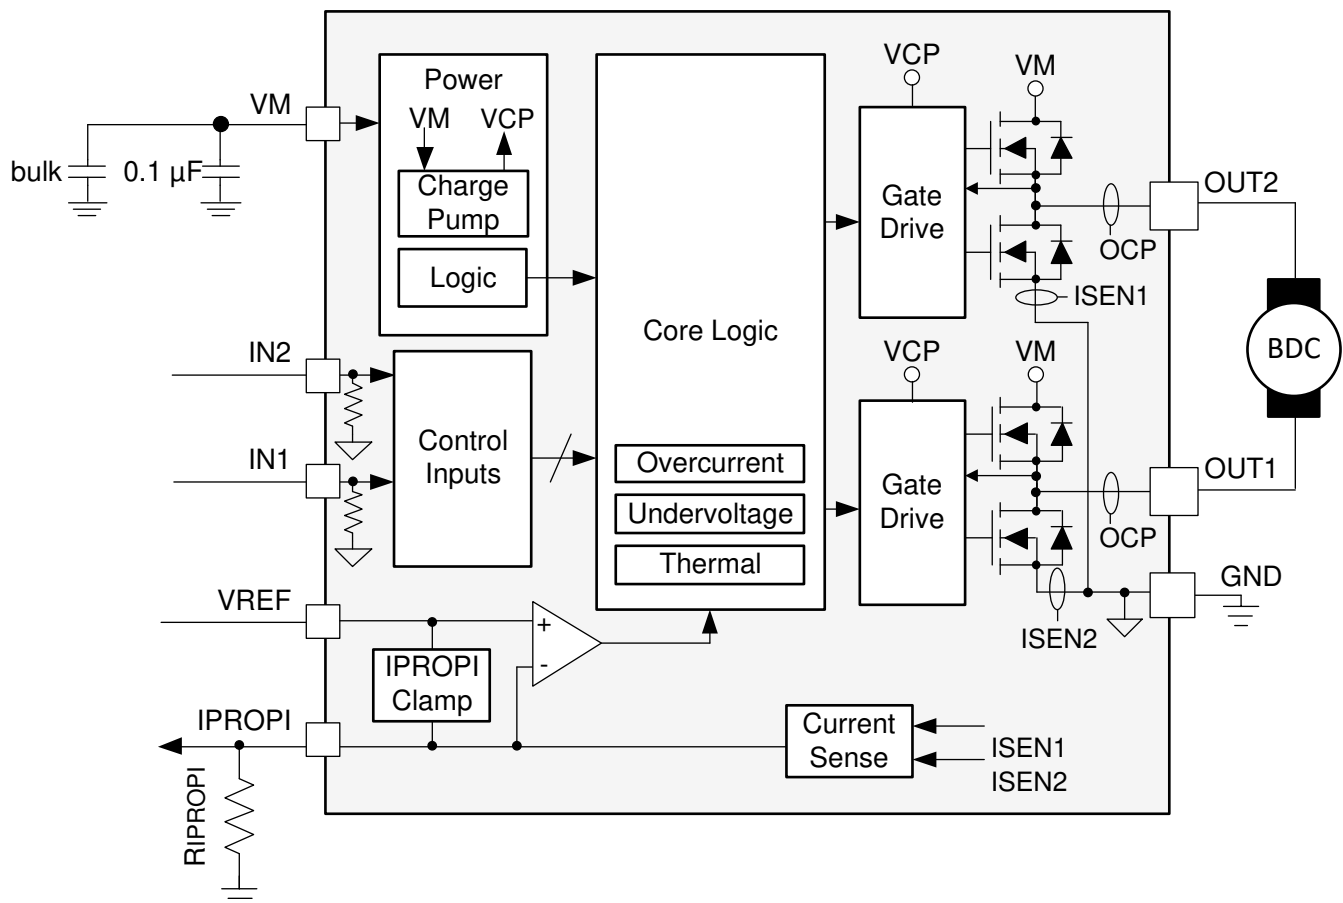 Power
VM
VCP
Charge
Pump
Logic
VM
bulk
0.1 µF
IN2
IN1
Control
Inputs
VREF
IPROPI
Clamp
+
-
IPROPI
RIPROPI
Core Logic
Overcurrent
Undervoltage
Thermal
VCP
VM
Gate
Drive
OUT2
OCP
ISEN1
VCP
VM
Gate
Drive
OUT1
OCP
ISEN2
GND
BDC
Current
Sense
ISEN1
ISEN2